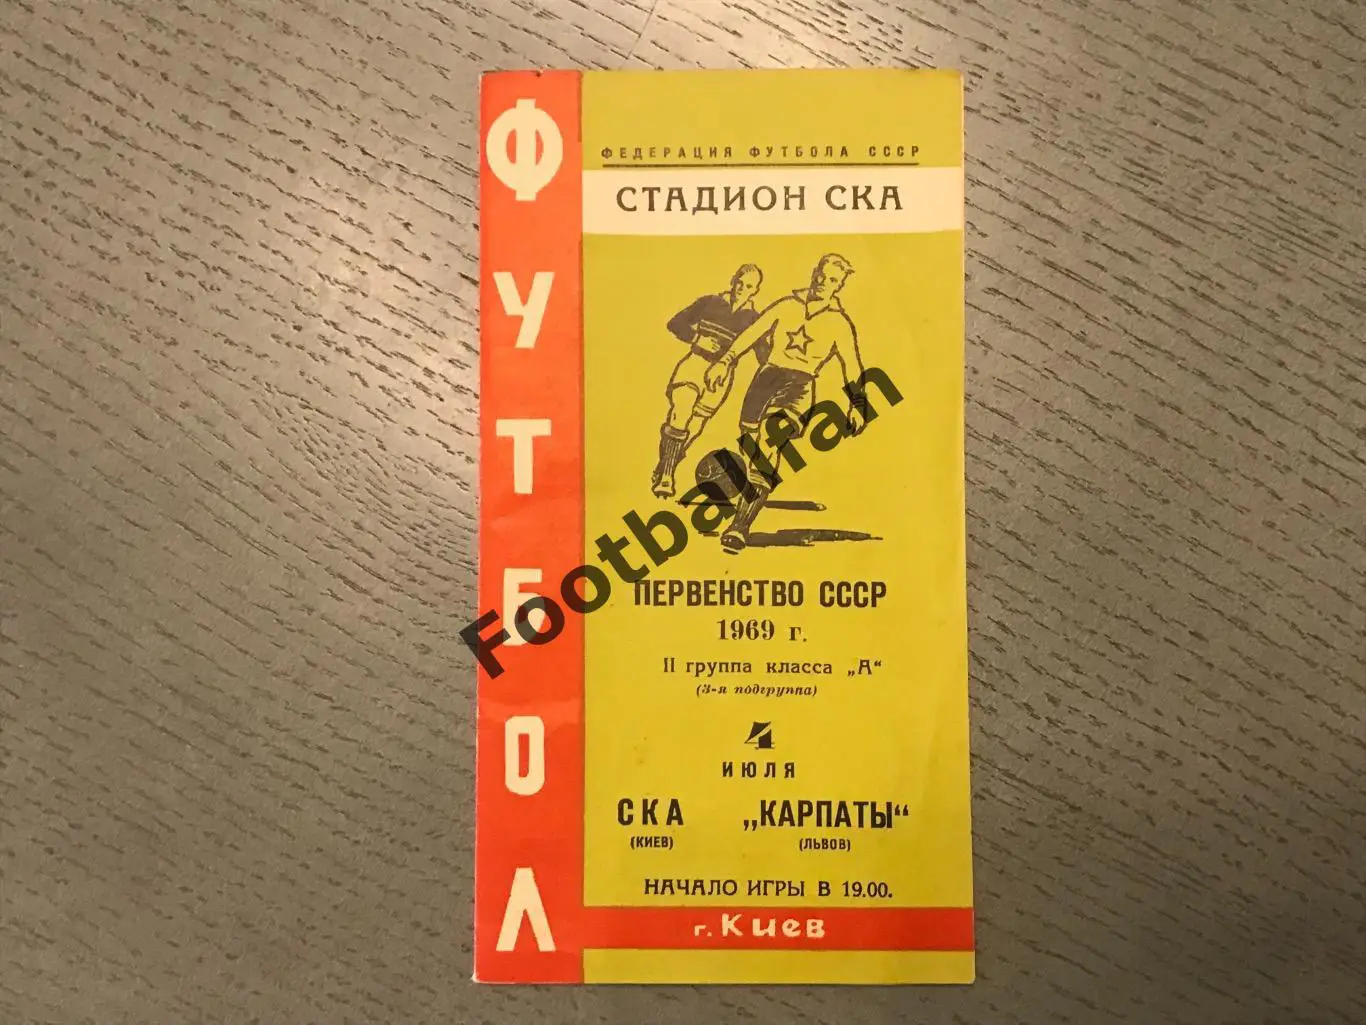 ФУТБОЛ
ФЕДЕРАЦИЯ ФУТБОЛА СССР
СТАДИОН СКА
Footballfan
ПЕРВЕНСТВО СССР
1969 г.
II группа класса „А“
(3-я подгруппа)
4
ИЮЛЯ
СКА „КАРПАТЫ“
(КИЕВ) (ЛЬВОВ)
НАЧАЛО ИГРЫ В 19.00.
г. Киев